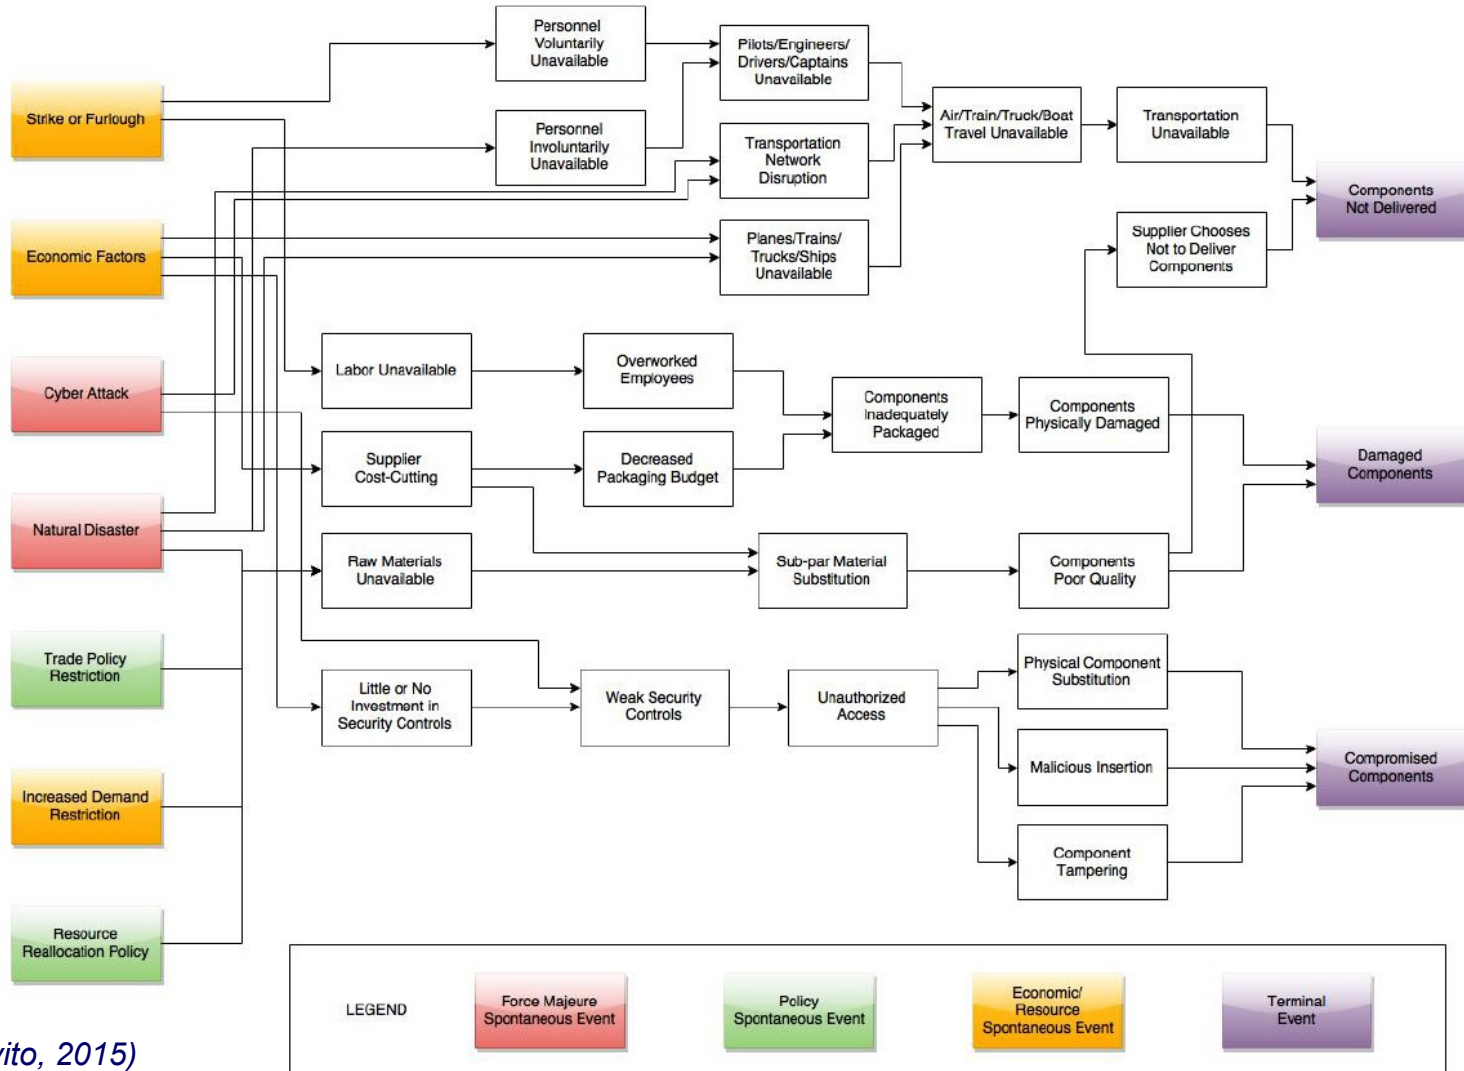 Personnel
Voluntarily
Unavailable
Pilots/Engineers/
Drivers/Captains
Unavailable
Strike or Furlough
Air/Train/Truck/Boat
Travel Unavailable
Transportation
Unavailable
Personnel
Involuntarily
Unavailable
Transportation
Network
Disruption
Components
Not Delivered
Economic Factors
Planes/Trains/
Trucks/Ships
Unavailable
Supplier Chooses
Not to Deliver
Components
Cyber Attack
Labor Unavailable
Overworked
Employees
Components
Inadequately
Packaged
Components
Physically Damaged
Supplier
Cost-Cutting
Decreased
Packaging Budget
Damaged
Components
Natural Disaster
Raw Materials
Unavailable
Sub-par Material
Substitution
Components
Poor Quality
Trade Policy
Restriction
Little or No
Investment in
Security Controls
Weak Security
Controls
Unauthorized
Access
Physical Component
Substitution
Malicious Insertion
Compromised
Components
Increased Demand
Restriction
Component
Tampering
Resource
Reallocation Policy
LEGEND
Force Majeure
Spontaneous Event
Policy
Spontaneous Event
Economic/
Resource
Spontaneous Event
Terminal
Event
2015)